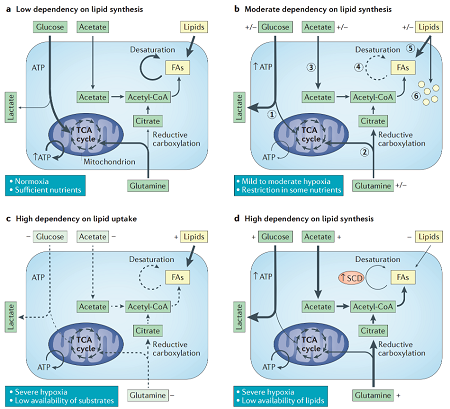 a Low dependency on lipid synthesis
Glucose
Acetate
Lipids
Desaturation
ATP
FAs
Lactate
Acetate
Acetyl-CoA
Citrate
TCA
cycle
Reductive
carboxylation
↑ATP
Mitochondrion
• Normoxia
• Sufficient nutrients
Glutamine
b Moderate dependency on lipid synthesis
+/− Glucose
Acetate +/−
+/− Lipids
Desaturation
⑤
↑ATP
③
④
FAs
⑥
Lactate
Acetate
Acetyl-CoA
①
Citrate
TCA
cycle
②
Reductive
carboxylation
ATP
• Mild to moderate hypoxia
• Restriction in some nutrients
Glutamine +/−
c High dependency on lipid uptake
− Glucose
Acetate −
+ Lipids
Desaturation
ATP
FAs
Lactate
Acetate
Acetyl-CoA
Citrate
TCA
cycle
Reductive
carboxylation
ATP
• Severe hypoxia
• Low availability of substrates
Glutamine −
d High dependency on lipid synthesis
+ Glucose
Acetate +
− Lipids
Desaturation
↑ATP
↑SCD
FAs
Lactate
Acetate
Acetyl-CoA
Citrate
TCA
cycle
Reductive
carboxylation
ATP
• Severe hypoxia
• Low availability of lipids
Glutamine +